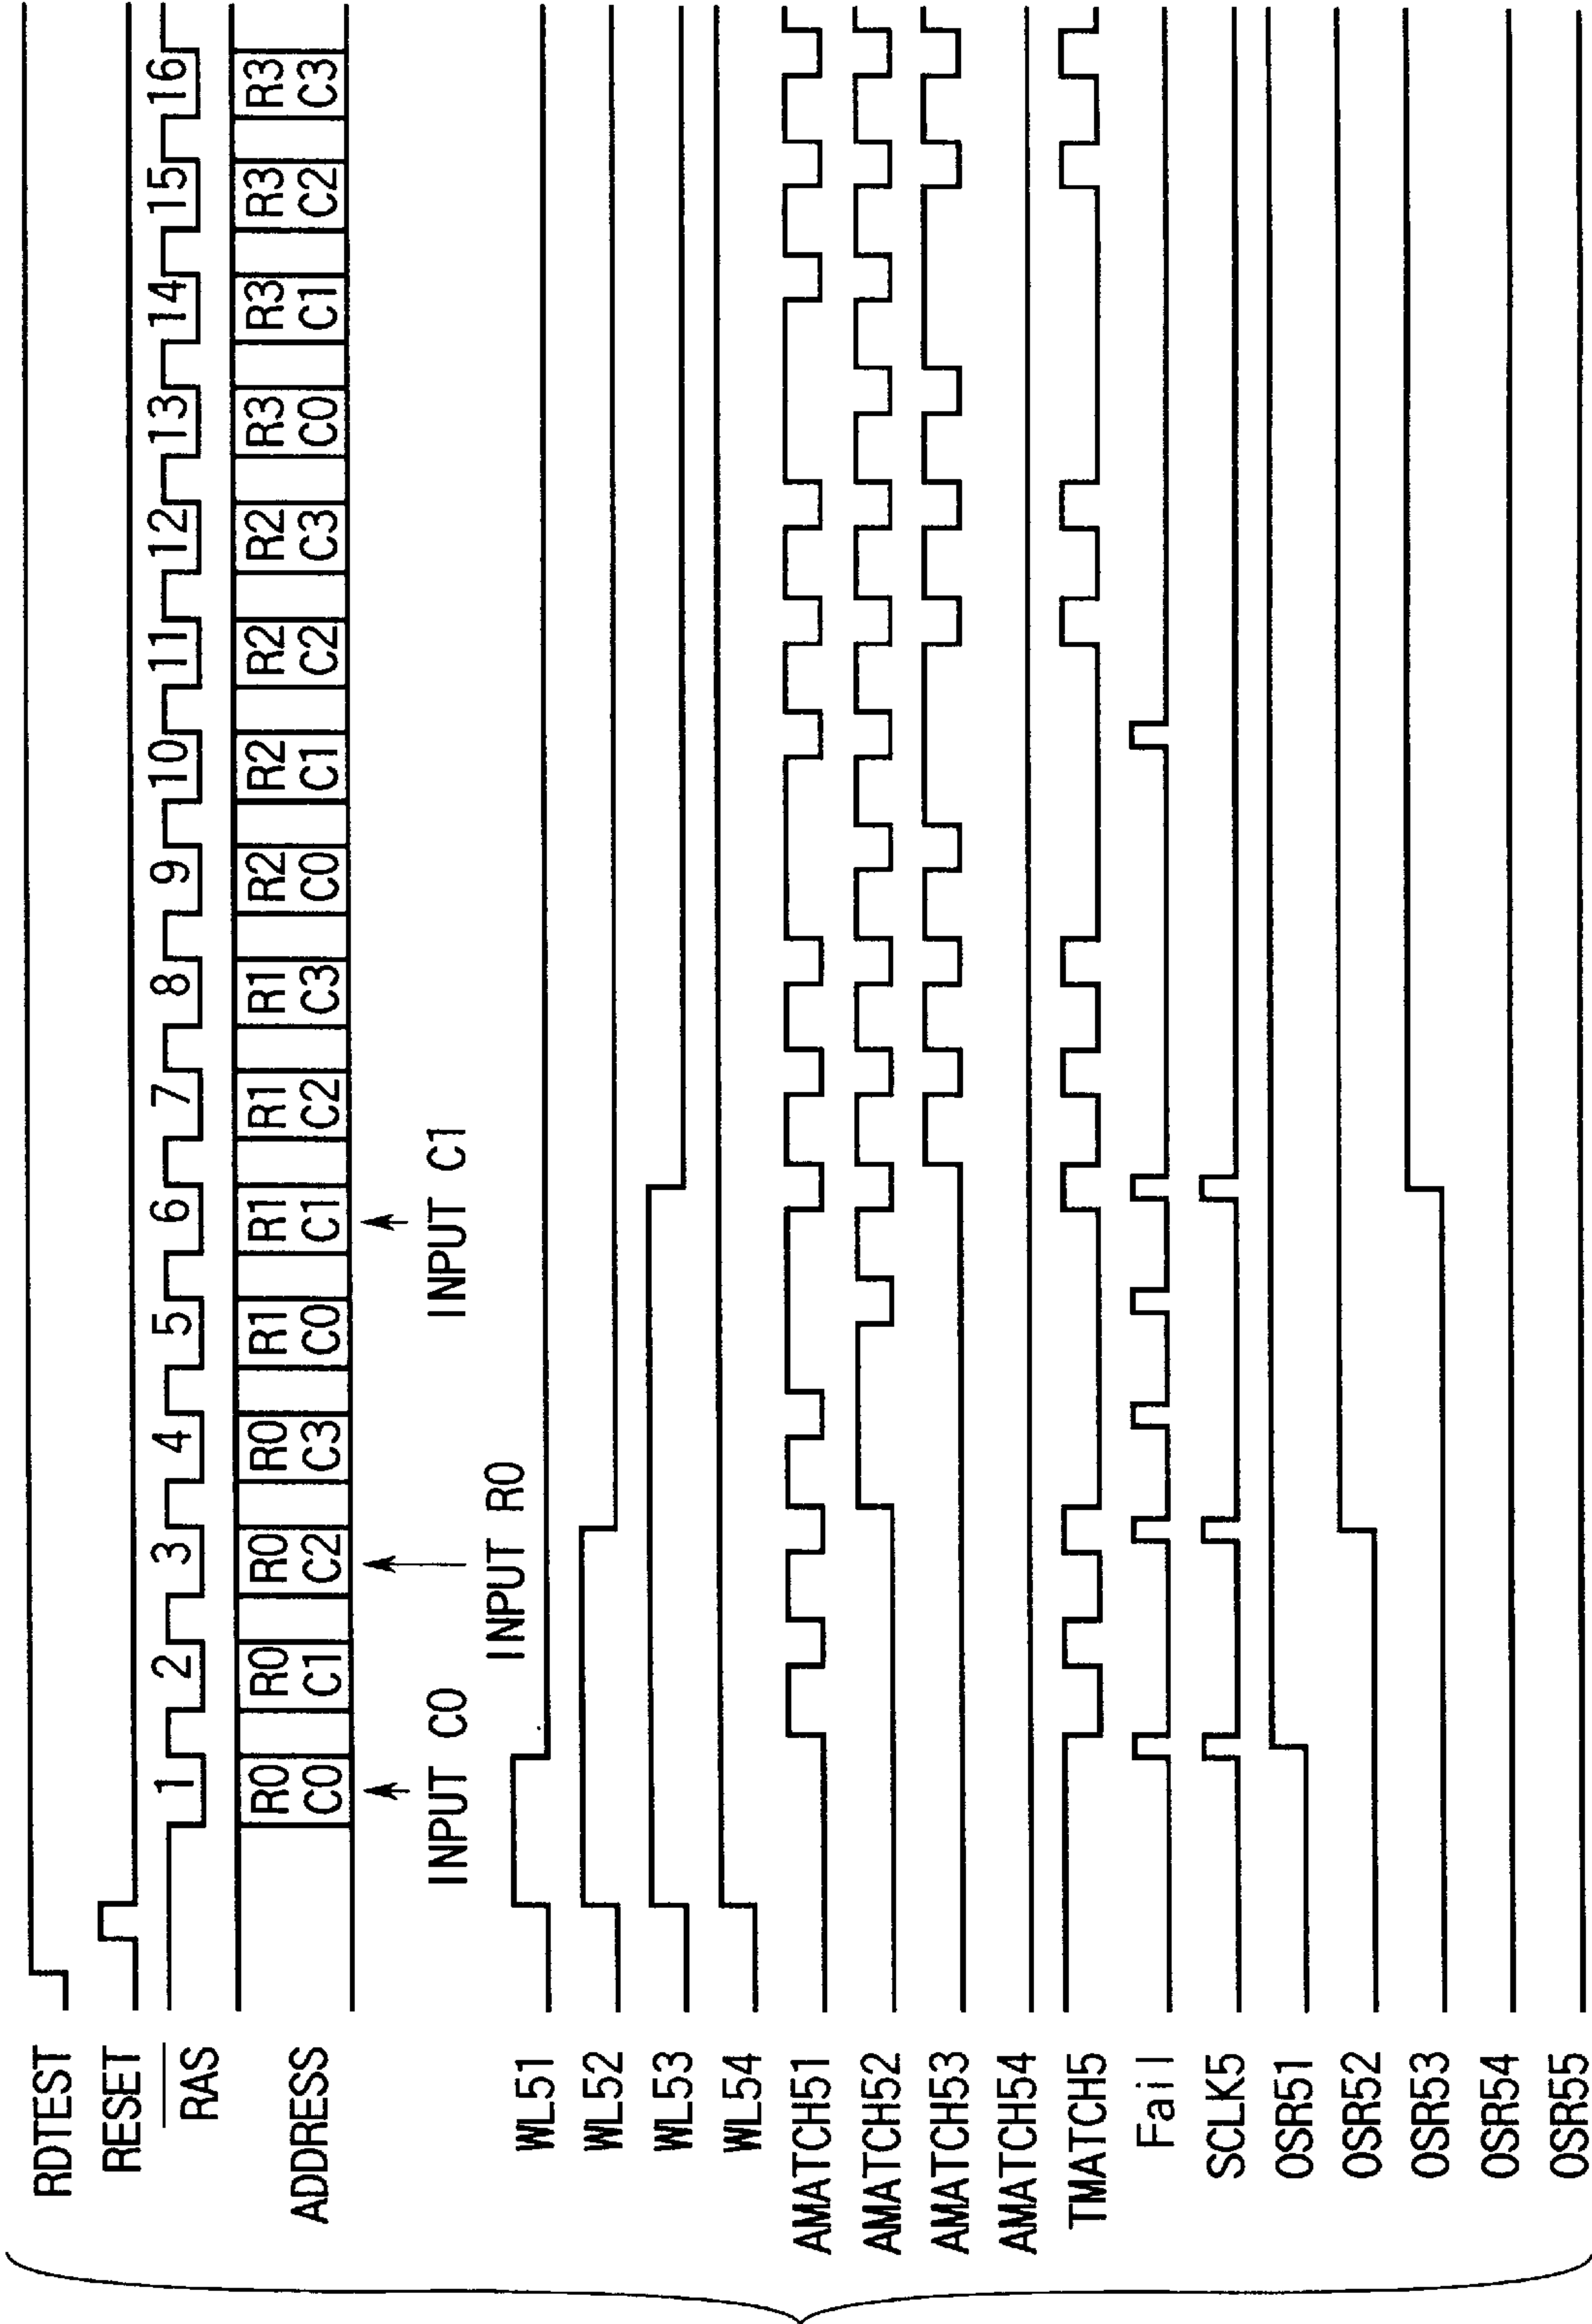 RDTEST
RESET
RAS
1 2 3 4 5 6 7 8 9 10 11 12 13 14 15 16
ADDRESS
R0 R0 R0 R0 R1 R1 R1 R1 R2 R2 R2 R2 R3 R3 R3 R3
C0 C1 C2 C3 C0 C1 C2 C3 C0 C1 C2 C3 C0 C1 C2 C3
INPUT C0
INPUT R0
INPUT C1
WL51
WL52
WL53
WL54
AMATCH51
AMATCH52
AMATCH53
AMATCH54
TMATCH5
Fail
SCLK5
OSR51
OSR52
OSR53
OSR54
OSR55